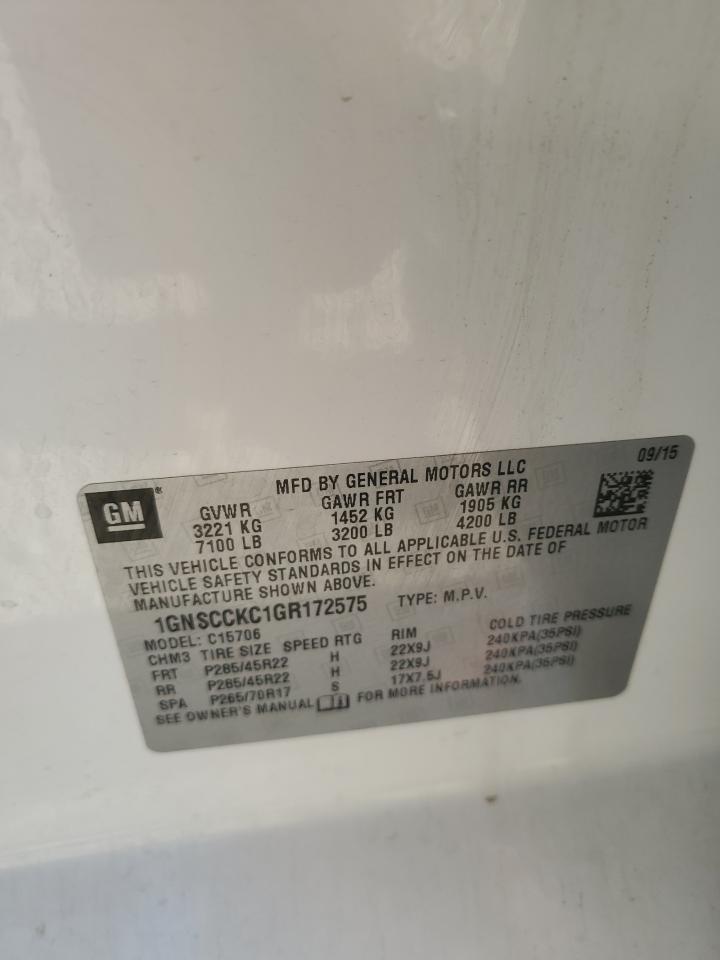 09/15
GM®
MFD BY GENERAL MOTORS LLC
GVWR GAWR FRT GAWR RR
3221 KG 1452 KG 1905 KG
7100 LB 3200 LB 4200 LB
THIS VEHICLE CONFORMS TO ALL APPLICABLE U.S. FEDERAL MOTOR
VEHICLE SAFETY STANDARDS IN EFFECT ON THE DATE OF
MANUFACTURE SHOWN ABOVE.
1GNSCCKC1GR172575 TYPE: M.P.V.
MODEL: C15706
CHM3 TIRE SIZE SPEED RTG RIM COLD TIRE PRESSURE
FRT P285/45R22 H 22X9J 240KPA(35PSI)
RR P285/45R22 H 22X9J 240KPA(35PSI)
SPA P265/70R17 S 17X7.5J 240KPA(35PSI)
SEE OWNER'S MANUAL FOR MORE INFORMATION.